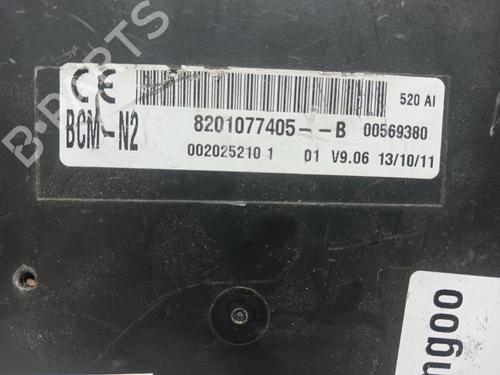 B-PARTS
CE
520 AI
BCM-N2
8201077405--B 00569380
002025210 1 01 V9.06 13/10/11
ngoo